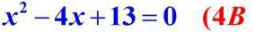 x² − 4x + 13 = 0 (4B